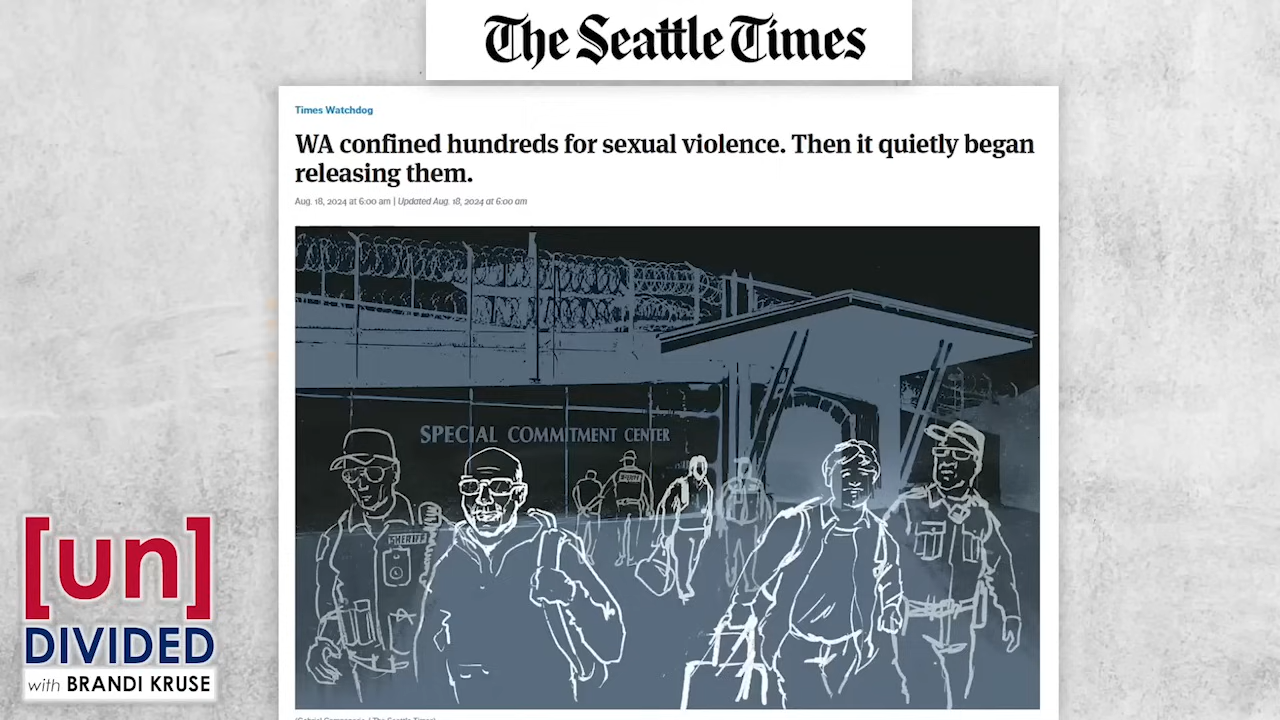 The Seattle Times
Times Watchdog
WA confined hundreds for sexual violence. Then it quietly began
releasing them.
Aug. 18, 2024 at 6:00 am | Updated Aug. 18, 2024 at 6:00 am
SPECIAL COMMITMENT CENTER
SHERIFF
[un]
DIVIDED
with BRANDI KRUSE